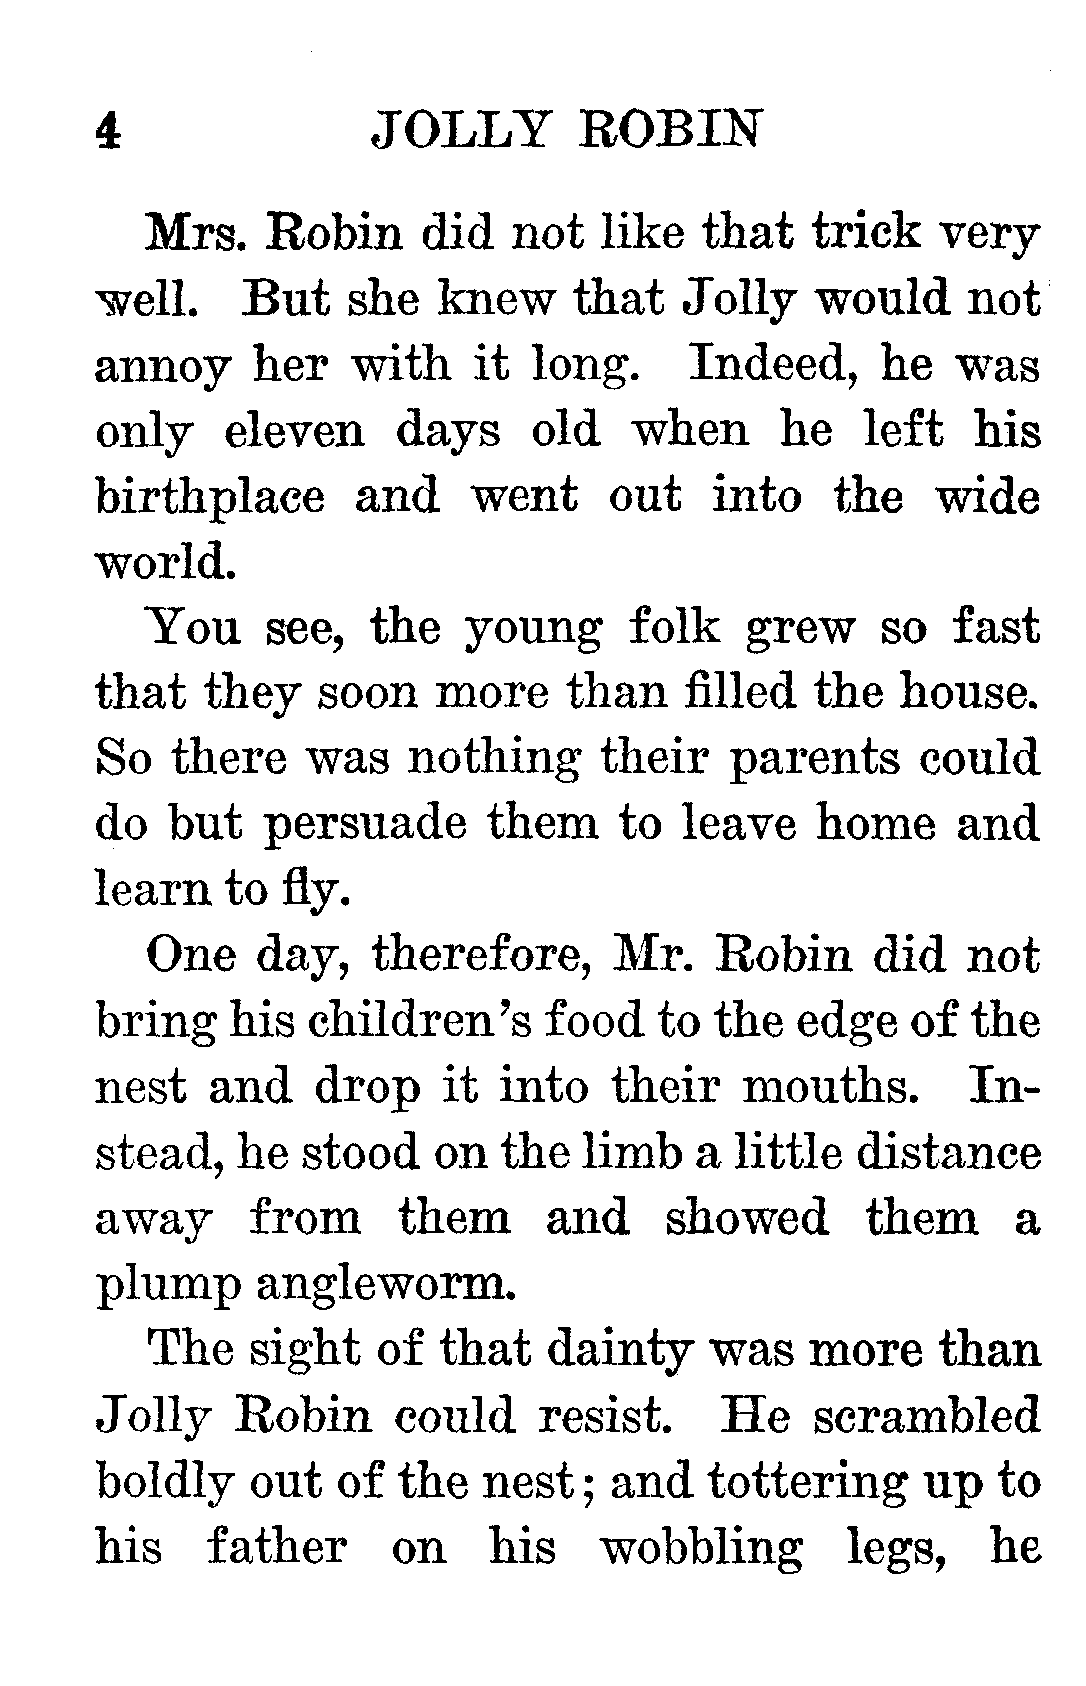 4 JOLLY ROBIN
Mrs. Robin did not like that trick very
well. But she knew that Jolly would not
annoy her with it long. Indeed, he was
only eleven days old when he left his
birthplace and went out into the wide
world.
You see, the young folk grew so fast
that they soon more than filled the house.
So there was nothing their parents could
do but persuade them to leave home and
learn to fly.
One day, therefore, Mr. Robin did not
bring his children's food to the edge of the
nest and drop it into their mouths. In-
stead, he stood on the limb a little distance
away from them and showed them a
plump angleworm.
The sight of that dainty was more than
Jolly Robin could resist. He scrambled
boldly out of the nest; and tottering up to
his father on his wobbling legs, he